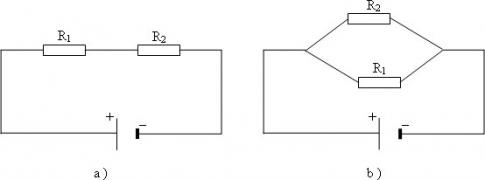 R1 R2
+ −
a )
R2
R1
+ −
b )